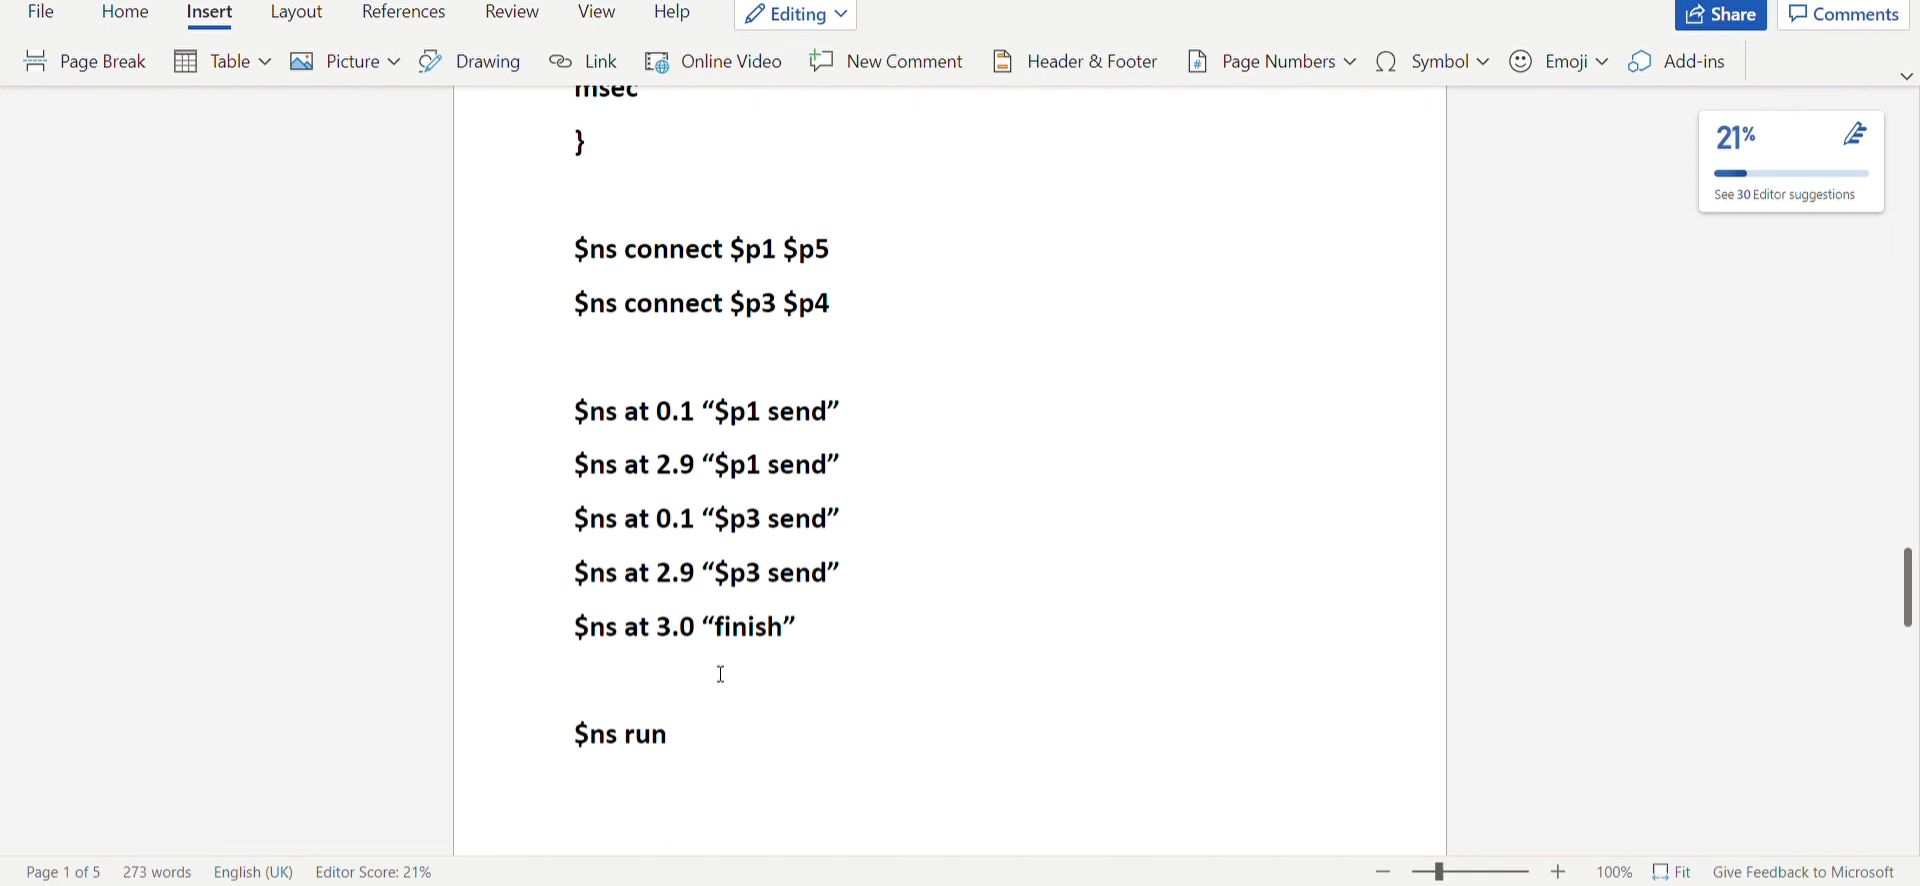 File Home Insert Layout References Review View Help Editing Share Comments
Page Break Table Picture Drawing Link Online Video New Comment Header & Footer Page Numbers Symbol Emoji Add-ins
msec
21%
}
See 30 Editor suggestions
$ns connect $p1 $p5
$ns connect $p3 $p4
$ns at 0.1 “$p1 send”
$ns at 2.9 “$p1 send”
$ns at 0.1 “$p3 send”
$ns at 2.9 “$p3 send”
$ns at 3.0 “finish”
$ns run
Page 1 of 5 273 words English (UK) Editor Score: 21% 100% Fit Give Feedback to Microsoft